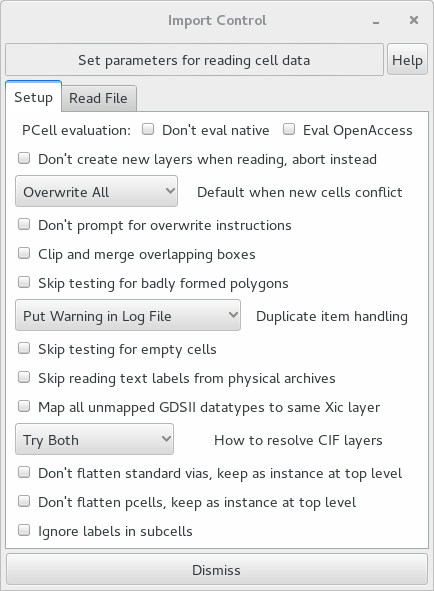 Import Control
Set parameters for reading cell data Help
Setup Read File
PCell evaluation: Don't eval native Eval OpenAccess
Don't create new layers when reading, abort instead
Overwrite All Default when new cells conflict
Don't prompt for overwrite instructions
Clip and merge overlapping boxes
Skip testing for badly formed polygons
Put Warning in Log File Duplicate item handling
Skip testing for empty cells
Skip reading text labels from physical archives
Map all unmapped GDSII datatypes to same Xic layer
Try Both How to resolve CIF layers
Don't flatten standard vias, keep as instance at top level
Don't flatten pcells, keep as instance at top level
Ignore labels in subcells
Dismiss